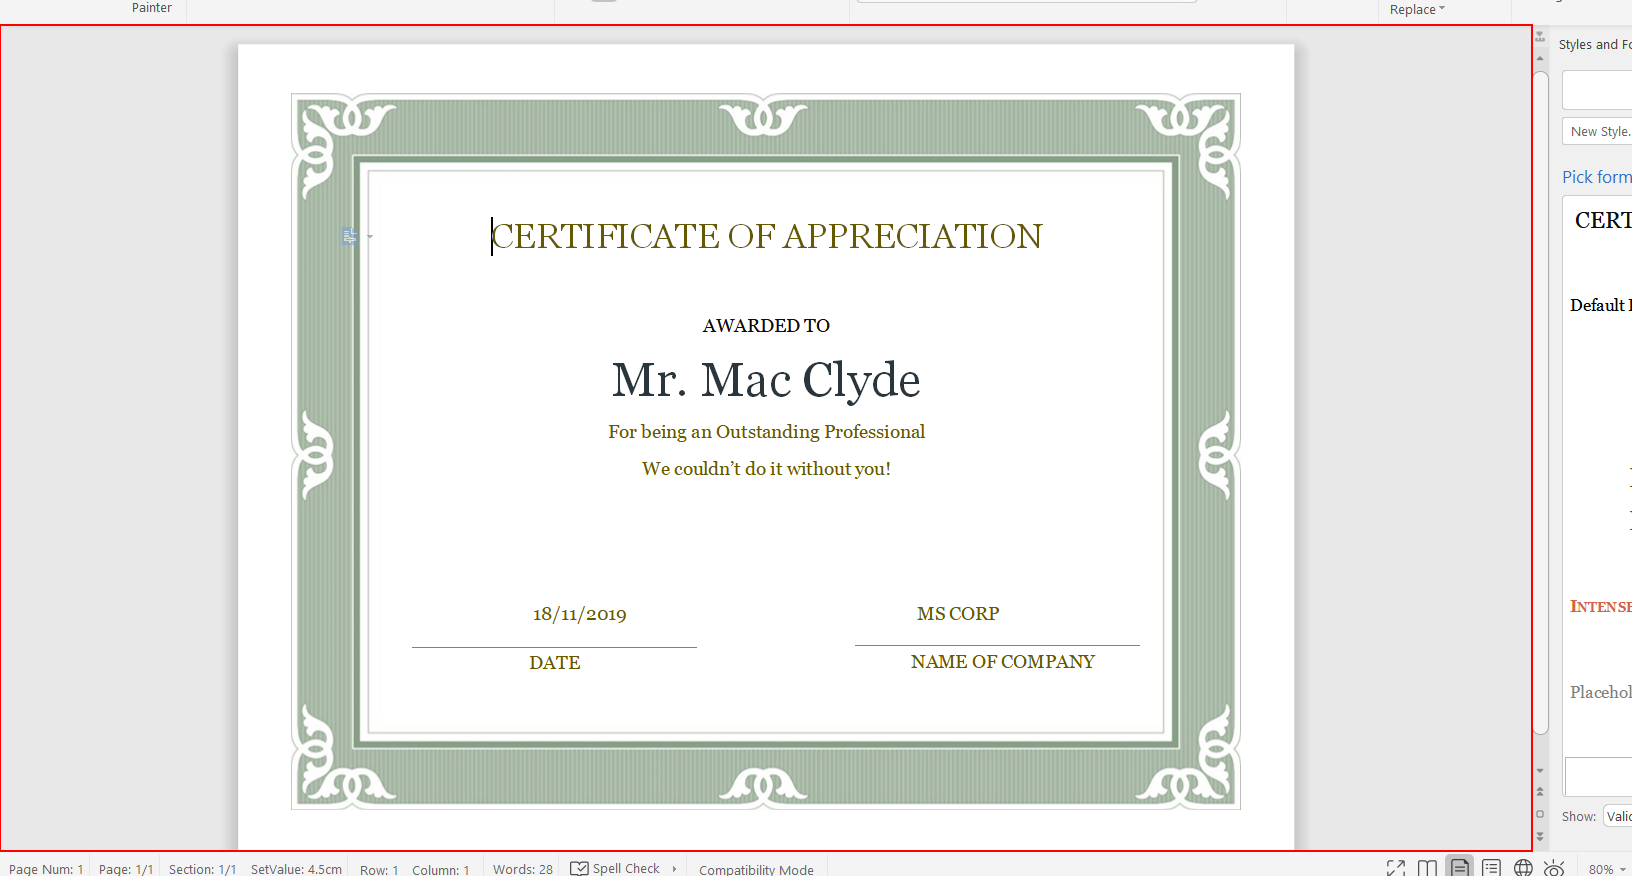 Painter
Replace
Styles and Fo
New Style.
Pick form
CERT
Default
INTENSE
Placehol
Show: Valid
CERTIFICATE OF APPRECIATION
AWARDED TO
Mr. Mac Clyde
For being an Outstanding Professional
We couldn't do it without you!
18/11/2019 MS CORP
DATE NAME OF COMPANY
Page Num: 1 Page: 1/1 Section: 1/1 SetValue: 4.5cm Row: 1 Column: 1 Words: 28 Spell Check Compatibility Mode 80%